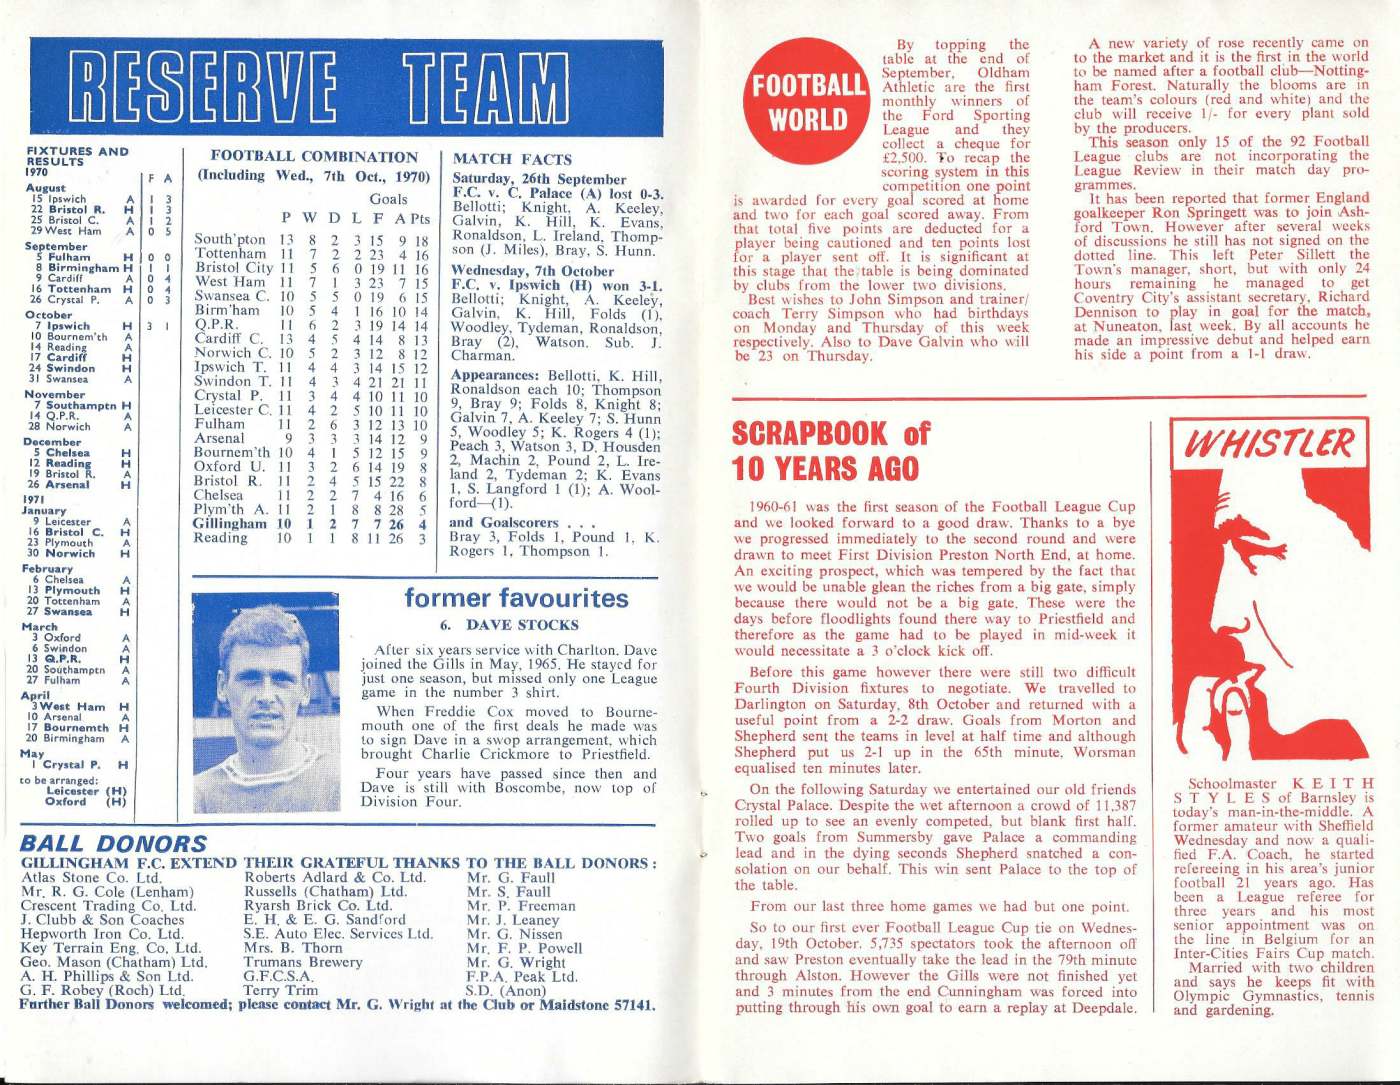 RESERVE TEAM
FIXTURES AND
RESULTS
1970
F A
August
15 Ipswich A 1 3
22 Bristol R. H 1 3
25 Bristol C. A 1 2
29 West Ham A 0 5
September
5 Fulham H 0 0
8 Birmingham H 1 1
9 Cardiff A 0 4
16 Tottenham H 0 4
26 Crystal P. A 0 3
October
7 Ipswich H 3 1
10 Bournem'th A
14 Reading A
17 Cardiff H
24 Swindon H
31 Swansea A
November
7 Southamptn H
14 Q.P.R. A
28 Norwich A
December
5 Chelsea H
12 Reading H
19 Bristol R. A
26 Arsenal H
1971
January
9 Leicester A
16 Bristol C. H
23 Plymouth A
30 Norwich H
February
6 Chelsea A
13 Plymouth H
20 Tottenham A
27 Swansea H
March
3 Oxford A
6 Swindon A
13 Q.P.R. H
20 Southamptn A
27 Fulham A
April
3 West Ham H
10 Arsenal A
17 Bournemth H
20 Birmingham A
May
1 Crystal P. H
to be arranged:
Leicester (H)
Oxford (H)
FOOTBALL COMBINATION
(Including Wed., 7th Oct., 1970)
Goals
P W D L F A Pts
South'pton 13 8 2 3 15 9 18
Tottenham 11 7 2 2 23 4 16
Bristol City 11 5 6 0 19 11 16
West Ham 11 7 1 3 23 7 15
Swansea C. 10 5 5 0 19 6 15
Birm'ham 10 5 4 1 16 10 14
Q.P.R. 11 6 2 3 19 14 14
Cardiff C. 13 4 5 4 14 8 13
Norwich C. 10 5 2 3 12 8 12
Ipswich T. 11 4 4 3 14 15 12
Swindon T. 11 4 3 4 21 21 11
Crystal P. 11 3 4 4 10 11 10
Leicester C. 11 4 2 5 10 11 10
Fulham 11 2 6 3 12 13 10
Arsenal 9 3 3 3 14 12 9
Bournem'th 10 4 1 5 12 15 9
Oxford U. 11 3 2 6 14 19 8
Bristol R. 11 2 4 5 15 22 8
Chelsea 11 2 2 7 4 16 6
Plym'th A. 11 2 1 8 8 28 5
Gillingham 10 1 2 7 7 26 4
Reading 10 1 1 8 11 26 3
MATCH FACTS
Saturday, 26th September
F.C. v. C. Palace (A) lost 0-3.
Bellotti; Knight, A. Keeley,
Galvin, K. Hill, K. Evans,
Ronaldson, L. Ireland, Thomp-
son (J. Miles), Bray, S. Hunn.
Wednesday, 7th October
F.C. v. Ipswich (H) won 3-1.
Bellotti; Knight, A. Keeley,
Galvin, K. Hill, Folds (1),
Woodley, Tydeman, Ronaldson,
Bray (2), Watson. Sub. J.
Charman.
Appearances: Bellotti, K. Hill,
Ronaldson each 10; Thompson
9, Bray 9; Folds 8, Knight 8;
Galvin 7, A. Keeley 7; S. Hunn
5, Woodley 5; K. Rogers 4 (1);
Peach 3, Watson 3, D. Housden
2, Machin 2, Pound 2, L. Ire-
land 2, Tydeman 2; K. Evans
1, S. Langford 1 (1); A. Wool-
ford—(1).
and Goalscorers . . .
Bray 3, Folds 1, Pound 1, K.
Rogers 1, Thompson 1.
former favourites
6. DAVE STOCKS
After six years service with Charlton, Dave
joined the Gills in May, 1965. He stayed for
just one season, but missed only one League
game in the number 3 shirt.
When Freddie Cox moved to Bourne-
mouth one of the first deals he made was
to sign Dave in a swop arrangement, which
brought Charlie Crickmore to Priestfield.
Four years have passed since then and
Dave is still with Boscombe, now top of
Division Four.
BALL DONORS
GILLINGHAM F.C. EXTEND THEIR GRATEFUL THANKS TO THE BALL DONORS :
Atlas Stone Co. Ltd. Roberts Adlard & Co. Ltd. Mr. G. Faull
Mr. R. G. Cole (Lenham) Russells (Chatham) Ltd. Mr. S. Faull
Crescent Trading Co. Ltd. Ryarsh Brick Co. Ltd. Mr. P. Freeman
J. Clubb & Son Coaches E. H. & E. G. Sandford Mr. J. Leaney
Hepworth Iron Co. Ltd. S.E. Auto Elec. Services Ltd. Mr. G. Nissen
Key Terrain Eng. Co. Ltd. Mrs. B. Thorn Mr. F. P. Powell
Geo. Mason (Chatham) Ltd. Trumans Brewery Mr. G. Wright
A. H. Phillips & Son Ltd. G.F.C.S.A. F.P.A. Peak Ltd.
G. F. Robey (Roch) Ltd. Terry Trim S.D. (Anon)
Further Ball Donors welcomed; please contact Mr. G. Wright at the Club or Maidstone 57141.
FOOTBALL
WORLD
By topping the
table at the end of
September, Oldham
Athletic are the first
monthly winners of
the Ford Sporting
League and they
collect a cheque for
£2,500. To recap the
scoring system in this
competition one point
is awarded for every goal scored at home
and two for each goal scored away. From
that total five points are deducted for a
player being cautioned and ten points lost
for a player sent off. It is significant at
this stage that the table is being dominated
by clubs from the lower two divisions.
Best wishes to John Simpson and trainer/
coach Terry Simpson who had birthdays
on Monday and Thursday of this week
respectively. Also to Dave Galvin who will
be 23 on Thursday.
A new variety of rose recently came on
to the market and it is the first in the world
to be named after a football club—Notting-
ham Forest. Naturally the blooms are in
the team's colours (red and white) and the
club will receive 1/- for every plant sold
by the producers.
This season only 15 of the 92 Football
League clubs are not incorporating the
League Review in their match day pro-
grammes.
It has been reported that former England
goalkeeper Ron Springett was to join Ash-
ford Town. However after several weeks
of discussions he still has not signed on the
dotted line. This left Peter Sillett the
Town's manager, short, but with only 24
hours remaining he managed to get
Coventry City's assistant secretary, Richard
Dennison to play in goal for the match,
at Nuneaton, last week. By all accounts he
made an impressive debut and helped earn
his side a point from a 1-1 draw.
SCRAPBOOK of
10 YEARS AGO
1960-61 was the first season of the Football League Cup
and we looked forward to a good draw. Thanks to a bye
we progressed immediately to the second round and were
drawn to meet First Division Preston North End, at home.
An exciting prospect, which was tempered by the fact that
we would be unable glean the riches from a big gate, simply
because there would not be a big gate. These were the
days before floodlights found there way to Priestfield and
therefore as the game had to be played in mid-week it
would necessitate a 3 o'clock kick off.
Before this game however there were still two difficult
Fourth Division fixtures to negotiate. We travelled to
Darlington on Saturday, 8th October and returned with a
useful point from a 2-2 draw. Goals from Morton and
Shepherd sent the teams in level at half time and although
Shepherd put us 2-1 up in the 65th minute, Worsman
equalised ten minutes later.
On the following Saturday we entertained our old friends
Crystal Palace. Despite the wet afternoon a crowd of 11,387
rolled up to see an evenly competed, but blank first half.
Two goals from Summersby gave Palace a commanding
lead and in the dying seconds Shepherd snatched a con-
solation on our behalf. This win sent Palace to the top of
the table.
From our last three home games we had but one point.
So to our first ever Football League Cup tie on Wednes-
day, 19th October. 5,735 spectators took the afternoon off
and saw Preston eventually take the lead in the 79th minute
through Alston. However the Gills were not finished yet
and 3 minutes from the end Cunningham was forced into
putting through his own goal to earn a replay at Deepdale.
WHISTLER
Schoolmaster KEITH
STYLES of Barnsley is
today's man-in-the-middle. A
former amateur with Sheffield
Wednesday and now a quali-
fied F.A. Coach, he started
refereeing in his area's junior
football 21 years ago. Has
been a League referee for
three years and his most
senior appointment was on
the line in Belgium for an
Inter-Cities Fairs Cup match.
Married with two children
and says he keeps fit with
Olympic Gymnastics, tennis
and gardening.